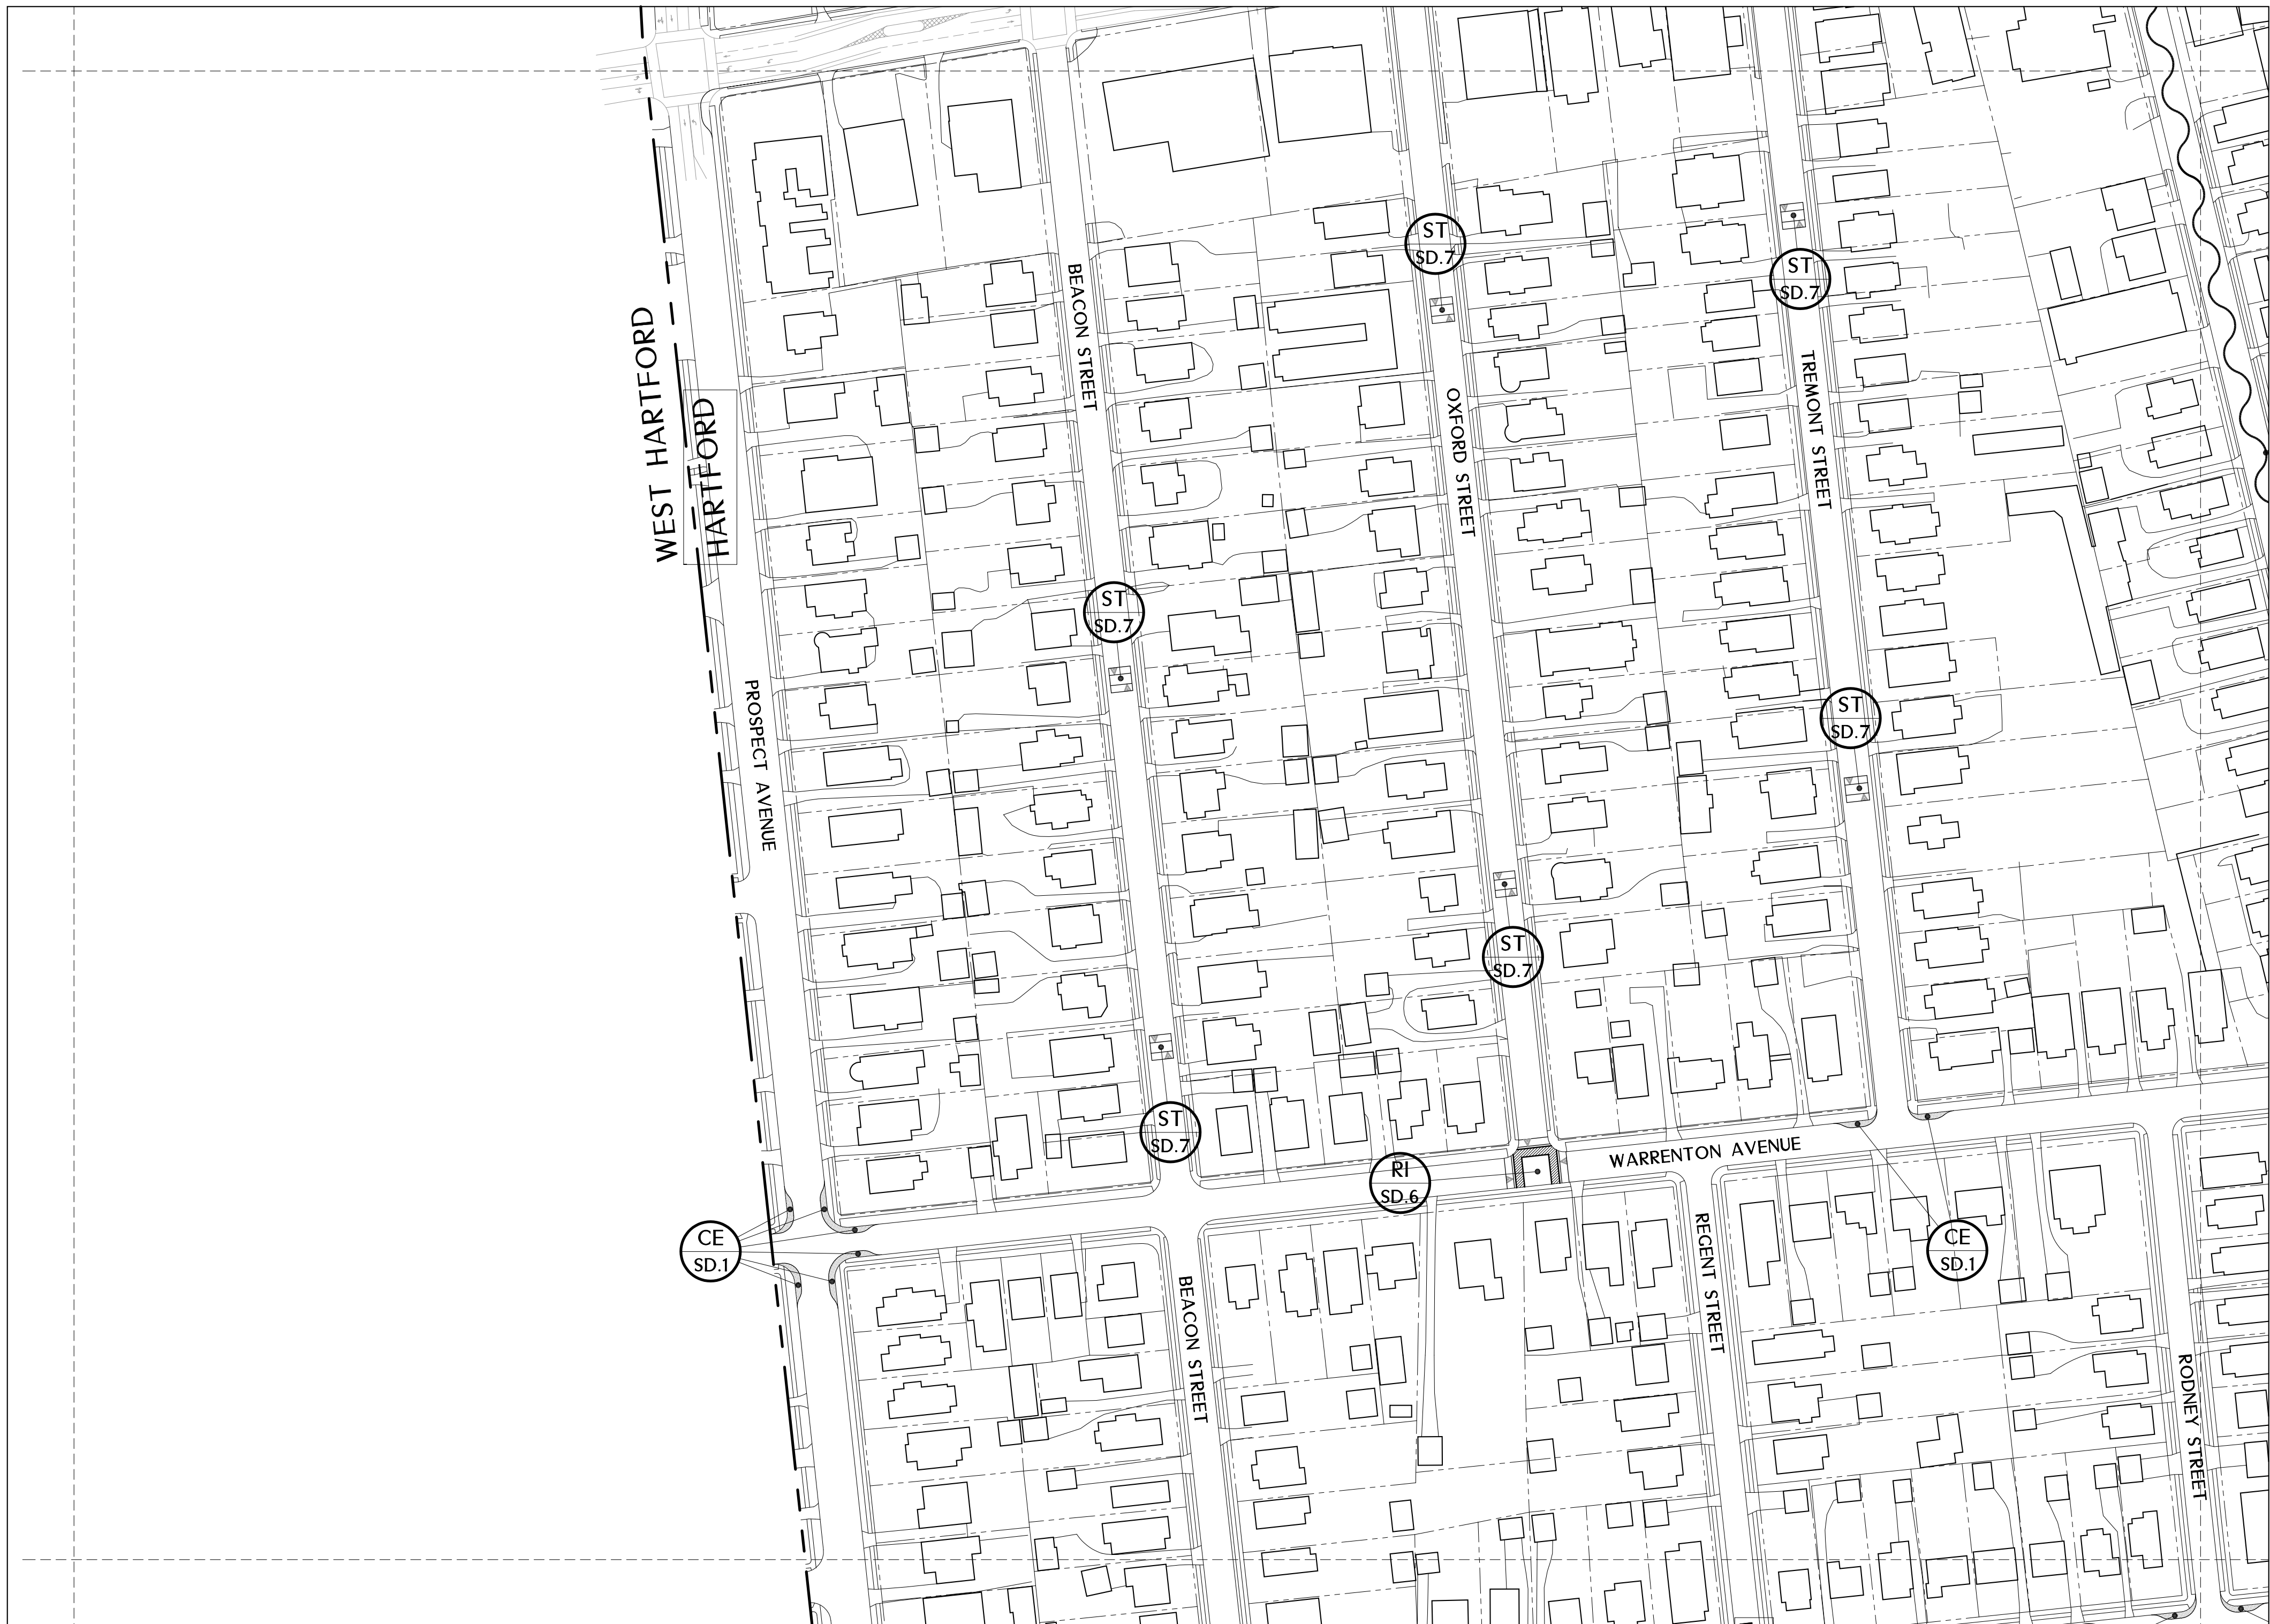 ST
SD.7
ST
SD.7
BEACON STREET
WEST HARTFORD
HARTFORD
TREMONT STREET
OXFORD STREET
ST
SD.7
PROSPECT AVENUE
ST
SD.7
ST
SD.7
ST
SD.7
WARRENTON AVENUE
RI
SD.6
CE
SD.1
REGENT STREET
CE
SD.1
BEACON STREET
RODNEY STREET